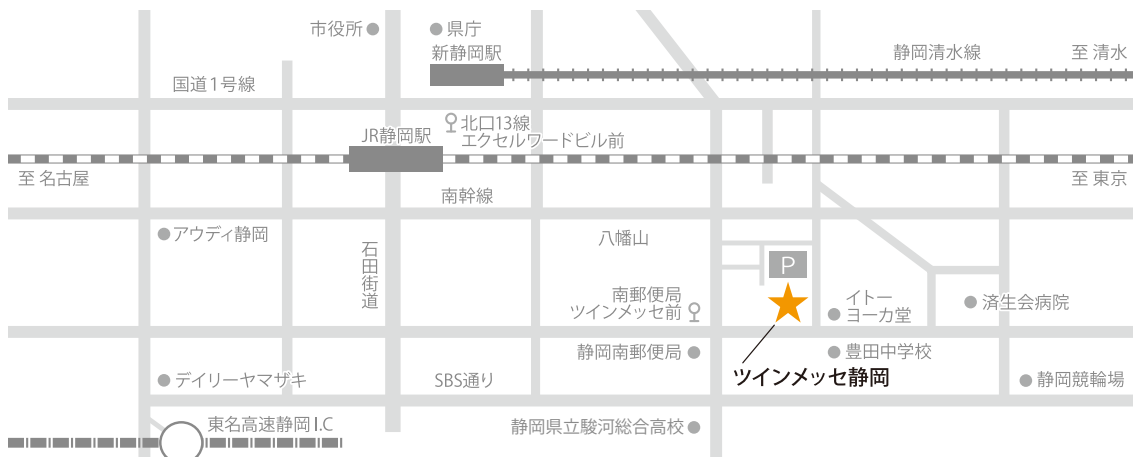 市役所
県庁
新静岡駅
静岡清水線
至 清水
国道1号線
北口13線
エクセルワードビル前
JR静岡駅
至 名古屋
至 東京
南幹線
アウディ静岡
石田街道
八幡山
P
南郵便局
ツインメッセ前
イトー
ヨーカ堂
済生会病院
静岡南郵便局
豊田中学校
ツインメッセ静岡
デイリーヤマザキ
SBS通り
静岡競輪場
東名高速静岡I.C
静岡県立駿河総合高校